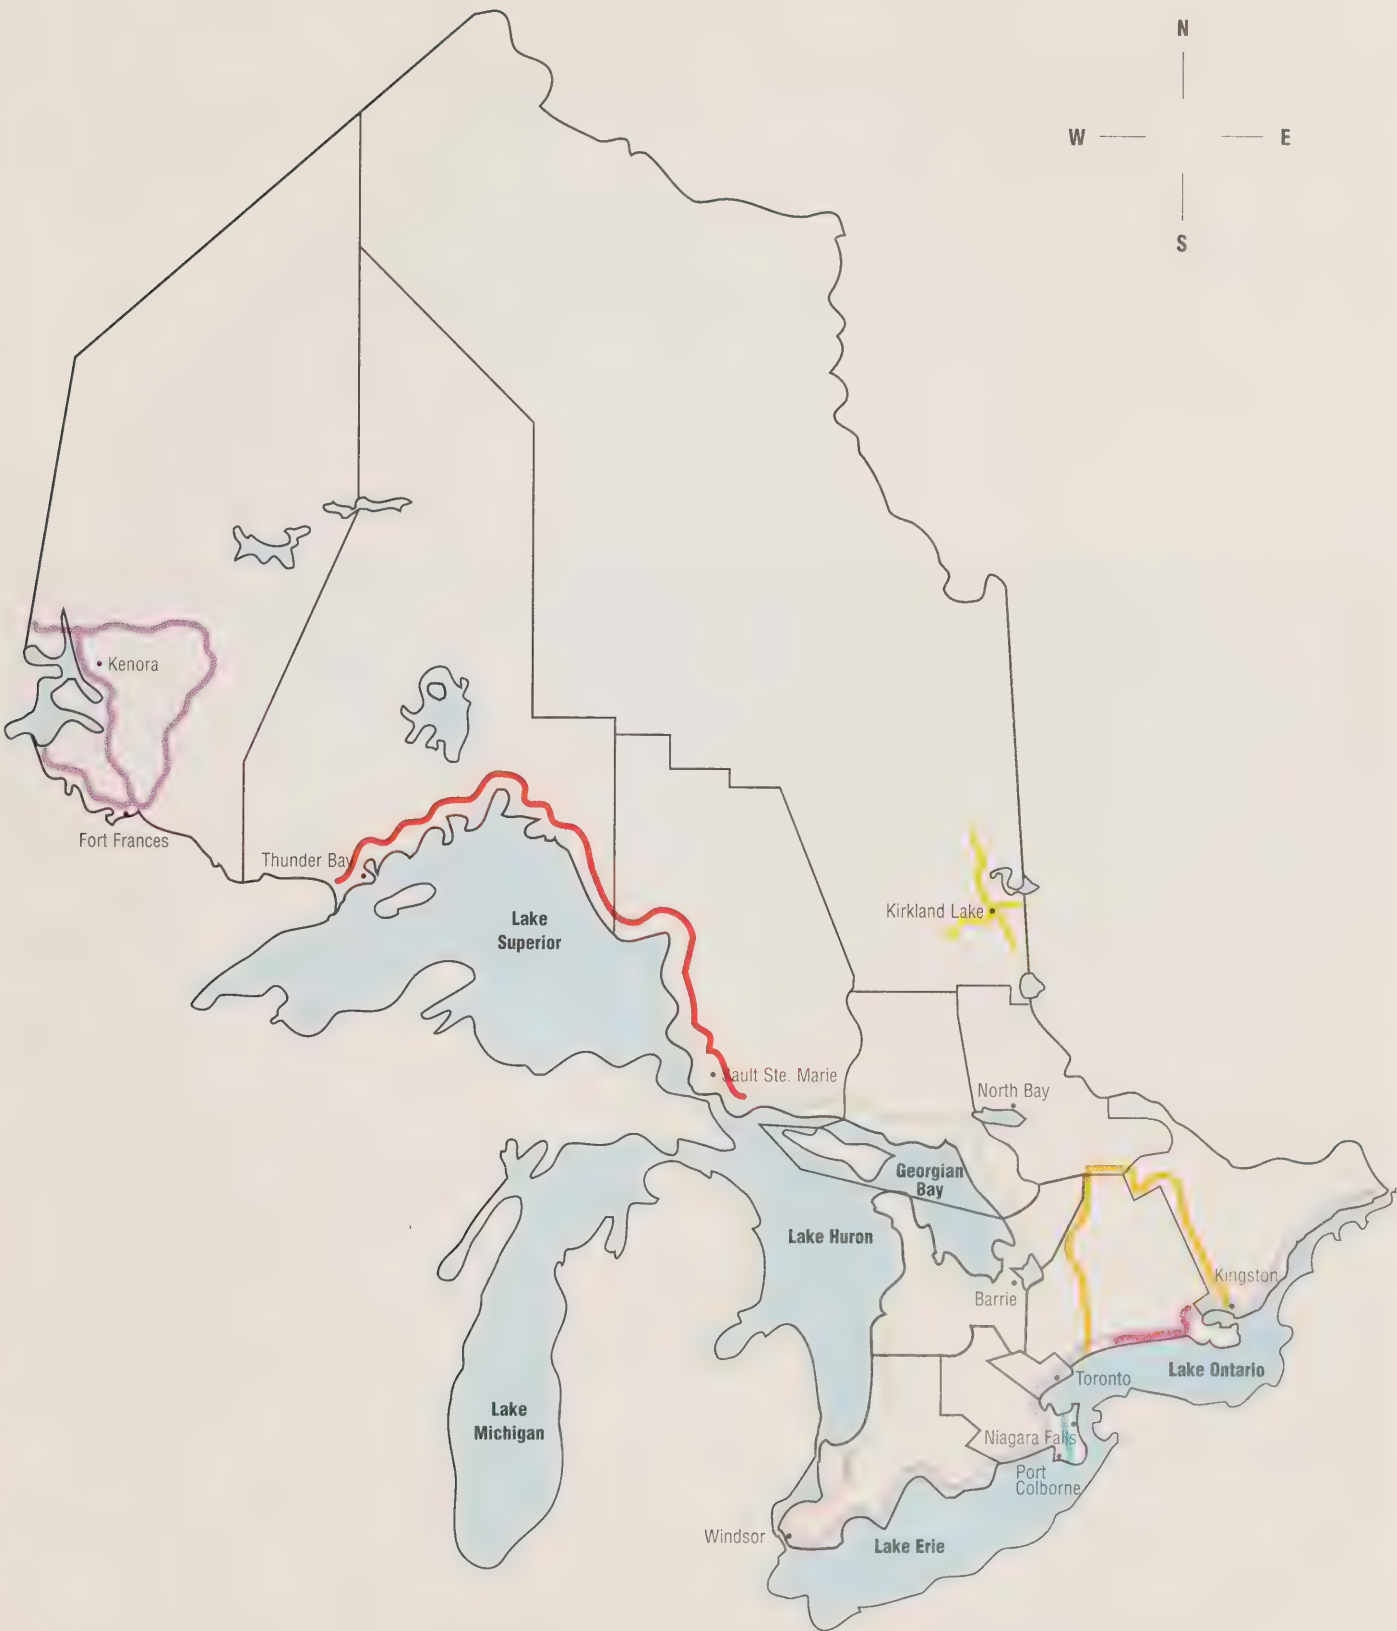 N
W
E
S
Kenora
Fort Frances
Thunder Bay
Lake
Superior
Kirkland Lake
Sault Ste. Marie
North Bay
Georgian
Bay
Lake Huron
Kingston
Barrie
Lake Ontario
Toronto
Lake
Michigan
Niagara Falls
Port
Colborne
Windsor
Lake Erie